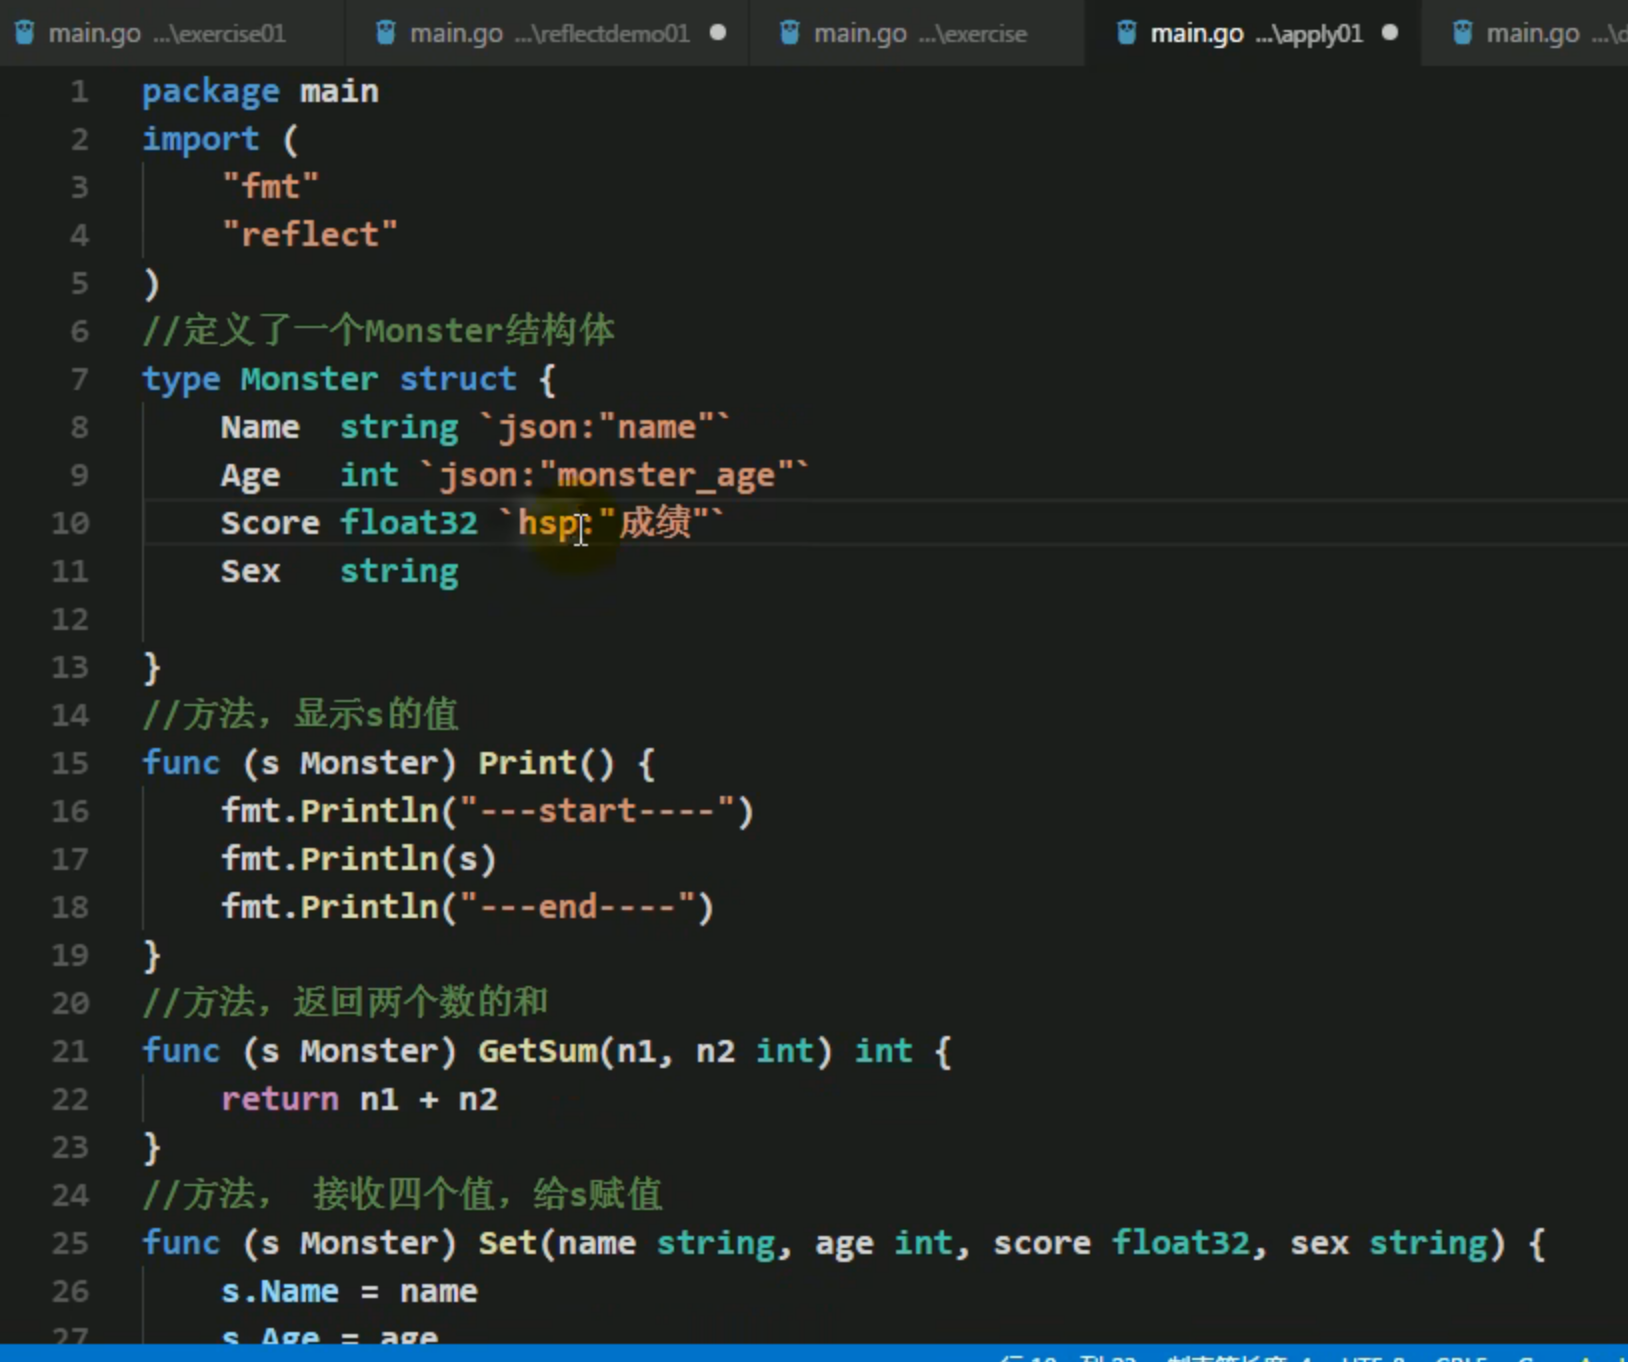 main.go ...\exercise01 main.go ...\reflectdemo01 main.go ...\exercise main.go ...\apply01 main.go
1 package main
2 import (
3 "fmt"
4 "reflect"
5 )
6 //定义了一个Monster结构体
7 type Monster struct {
8 Name string `json:"name"`
9 Age int `json:"monster_age"`
10 Score float32 `hsp:"成绩"`
11 Sex string
12
13 }
14 //方法，显示s的值
15 func (s Monster) Print() {
16 fmt.Println("---start----")
17 fmt.Println(s)
18 fmt.Println("---end----")
19 }
20 //方法，返回两个数的和
21 func (s Monster) GetSum(n1, n2 int) int {
22 return n1 + n2
23 }
24 //方法， 接收四个值，给s赋值
25 func (s Monster) Set(name string, age int, score float32, sex string) {
26 s.Name = name
27 s.Age = age